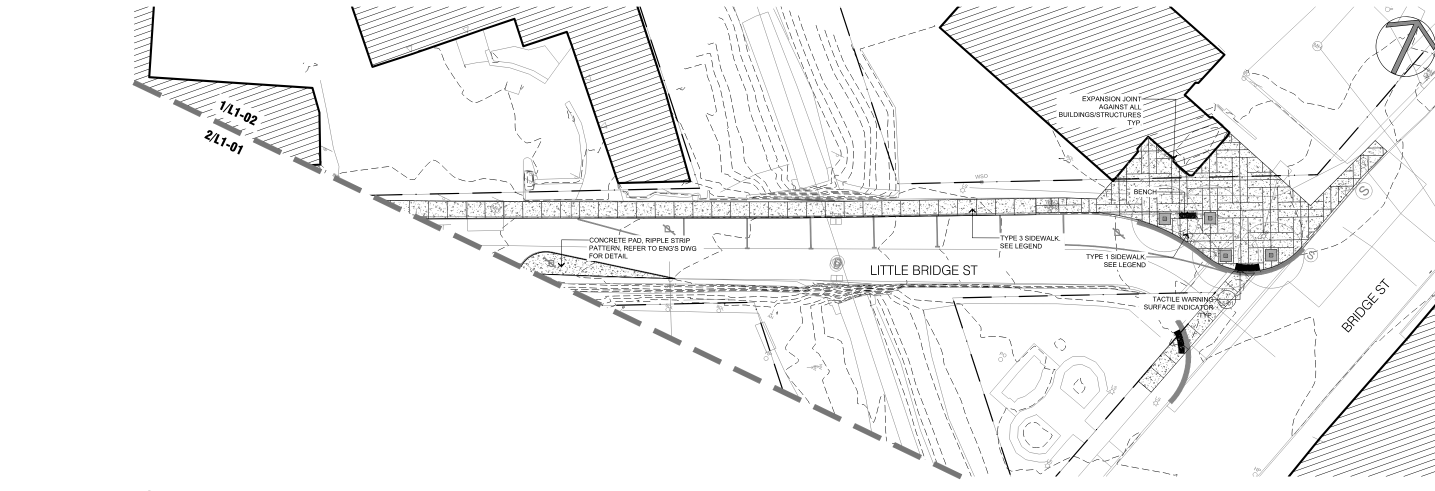 1/L1-02
2/L1-01
EXPANSION JOINT
AGAINST ALL
BUILDINGS/STRUCTURES
TYP.
WSO
BENCH
CONCRETE PAD, RIPPLE STRIP
PATTERN, REFER TO ENG'S DWG
FOR DETAIL
TYPE 3 SIDEWALK.
SEE LEGEND
TYPE 1 SIDEWALK.
SEE LEGEND
LITTLE BRIDGE ST
TACTILE WARNING
SURFACE INDICATOR
TYP.
BRIDGE ST
S
S